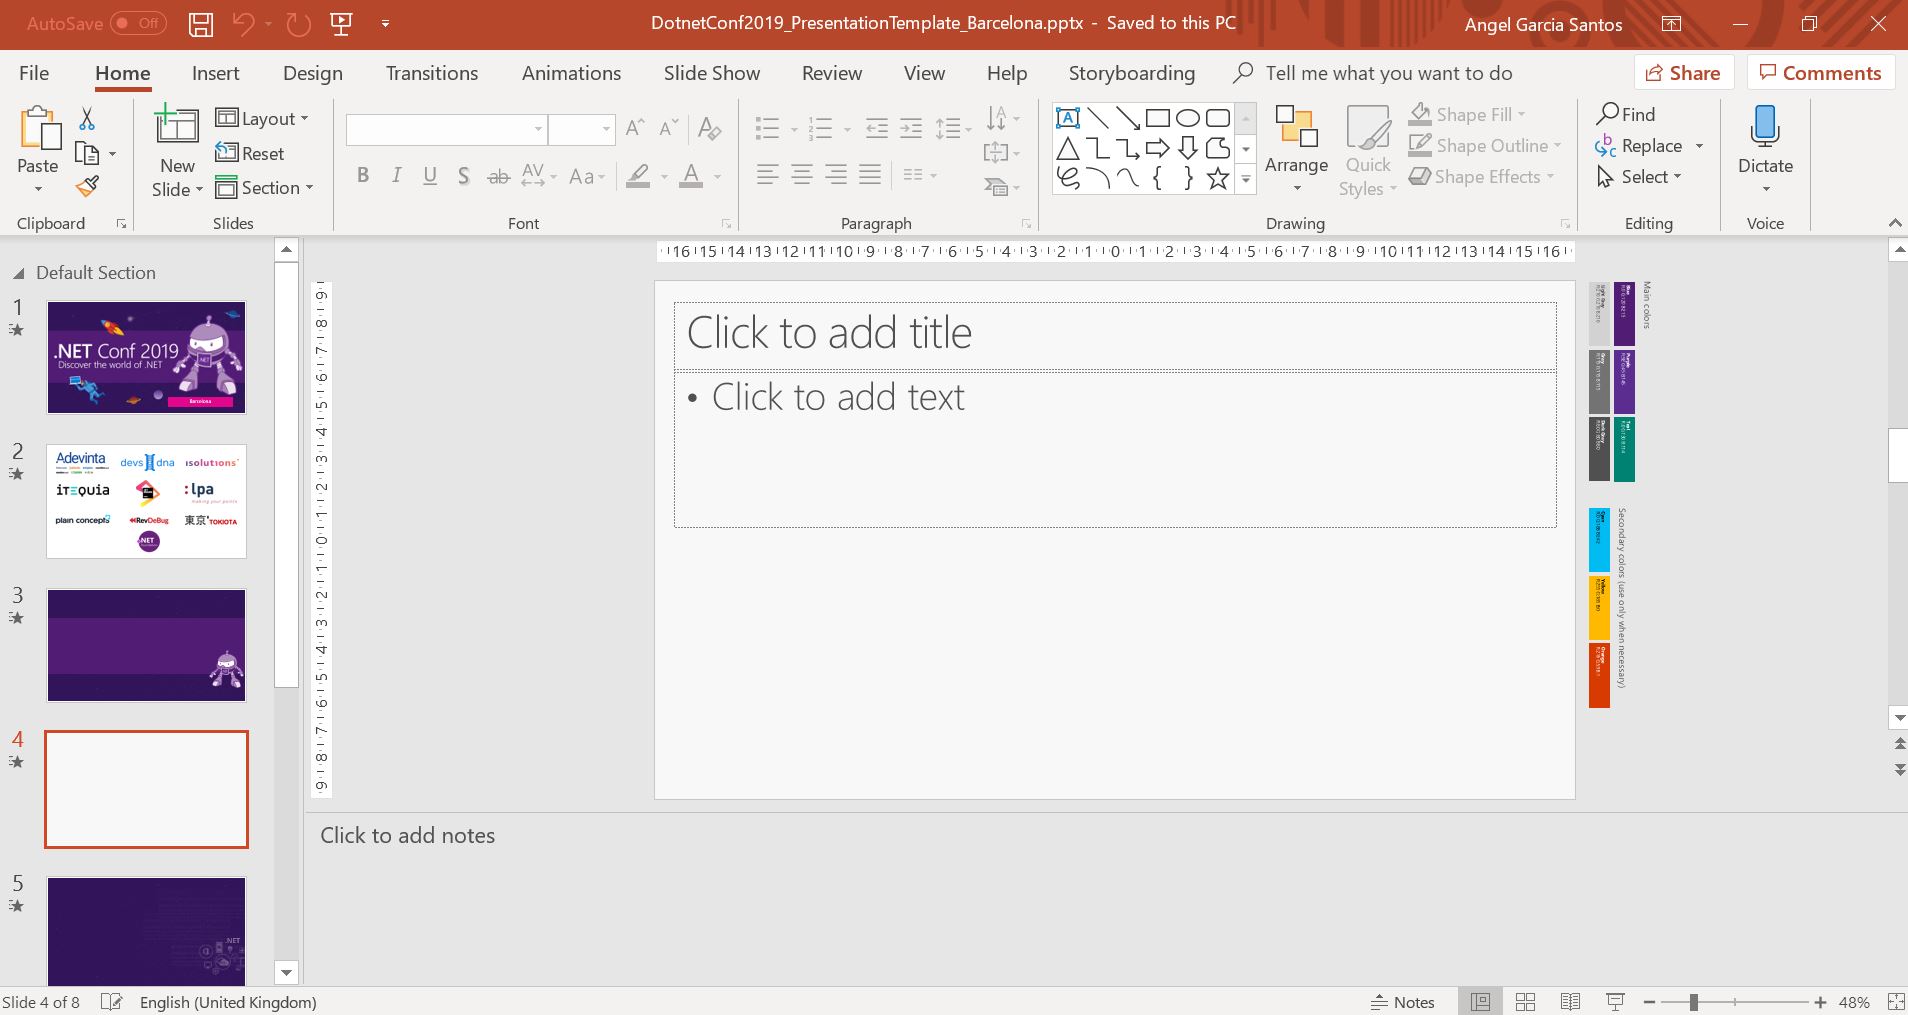 AutoSave Off
DotnetConf2019_PresentationTemplate_Barcelona.pptx - Saved to this PC
Angel Garcia Santos
File Home Insert Design Transitions Animations Slide Show Review View Help Storyboarding Tell me what you want to do Share Comments
Paste
New Slide
Layout
Reset
Section
B I U S ab AV Aa A
Arrange
Quick Styles
Shape Fill
Shape Outline
Shape Effects
Find
Replace
Select
Dictate
Clipboard Slides Font Paragraph Drawing Editing Voice
16 15 14 13 12 11 10 9 8 7 6 5 4 3 2 1 0 1 2 3 4 5 6 7 8 9 10 11 12 13 14 15 16
9 8 7 6 5 4 3 2 1 0 1 2 3 4 5 6 7 8 9
Default Section
1
.NET Conf 2019
Discover the world of .NET
Barcelona
2
Adevinta
devs dna
isolutions
iTEQUIA
:lpa
making your points
plain concepts
RevDeBug
東京 TOKIOTA
.NET
3
4
5
.NET
Click to add title
• Click to add text
Main colors
Secondary colors (use only when necessary)
Click to add notes
Slide 4 of 8
English (United Kingdom)
Notes
48%